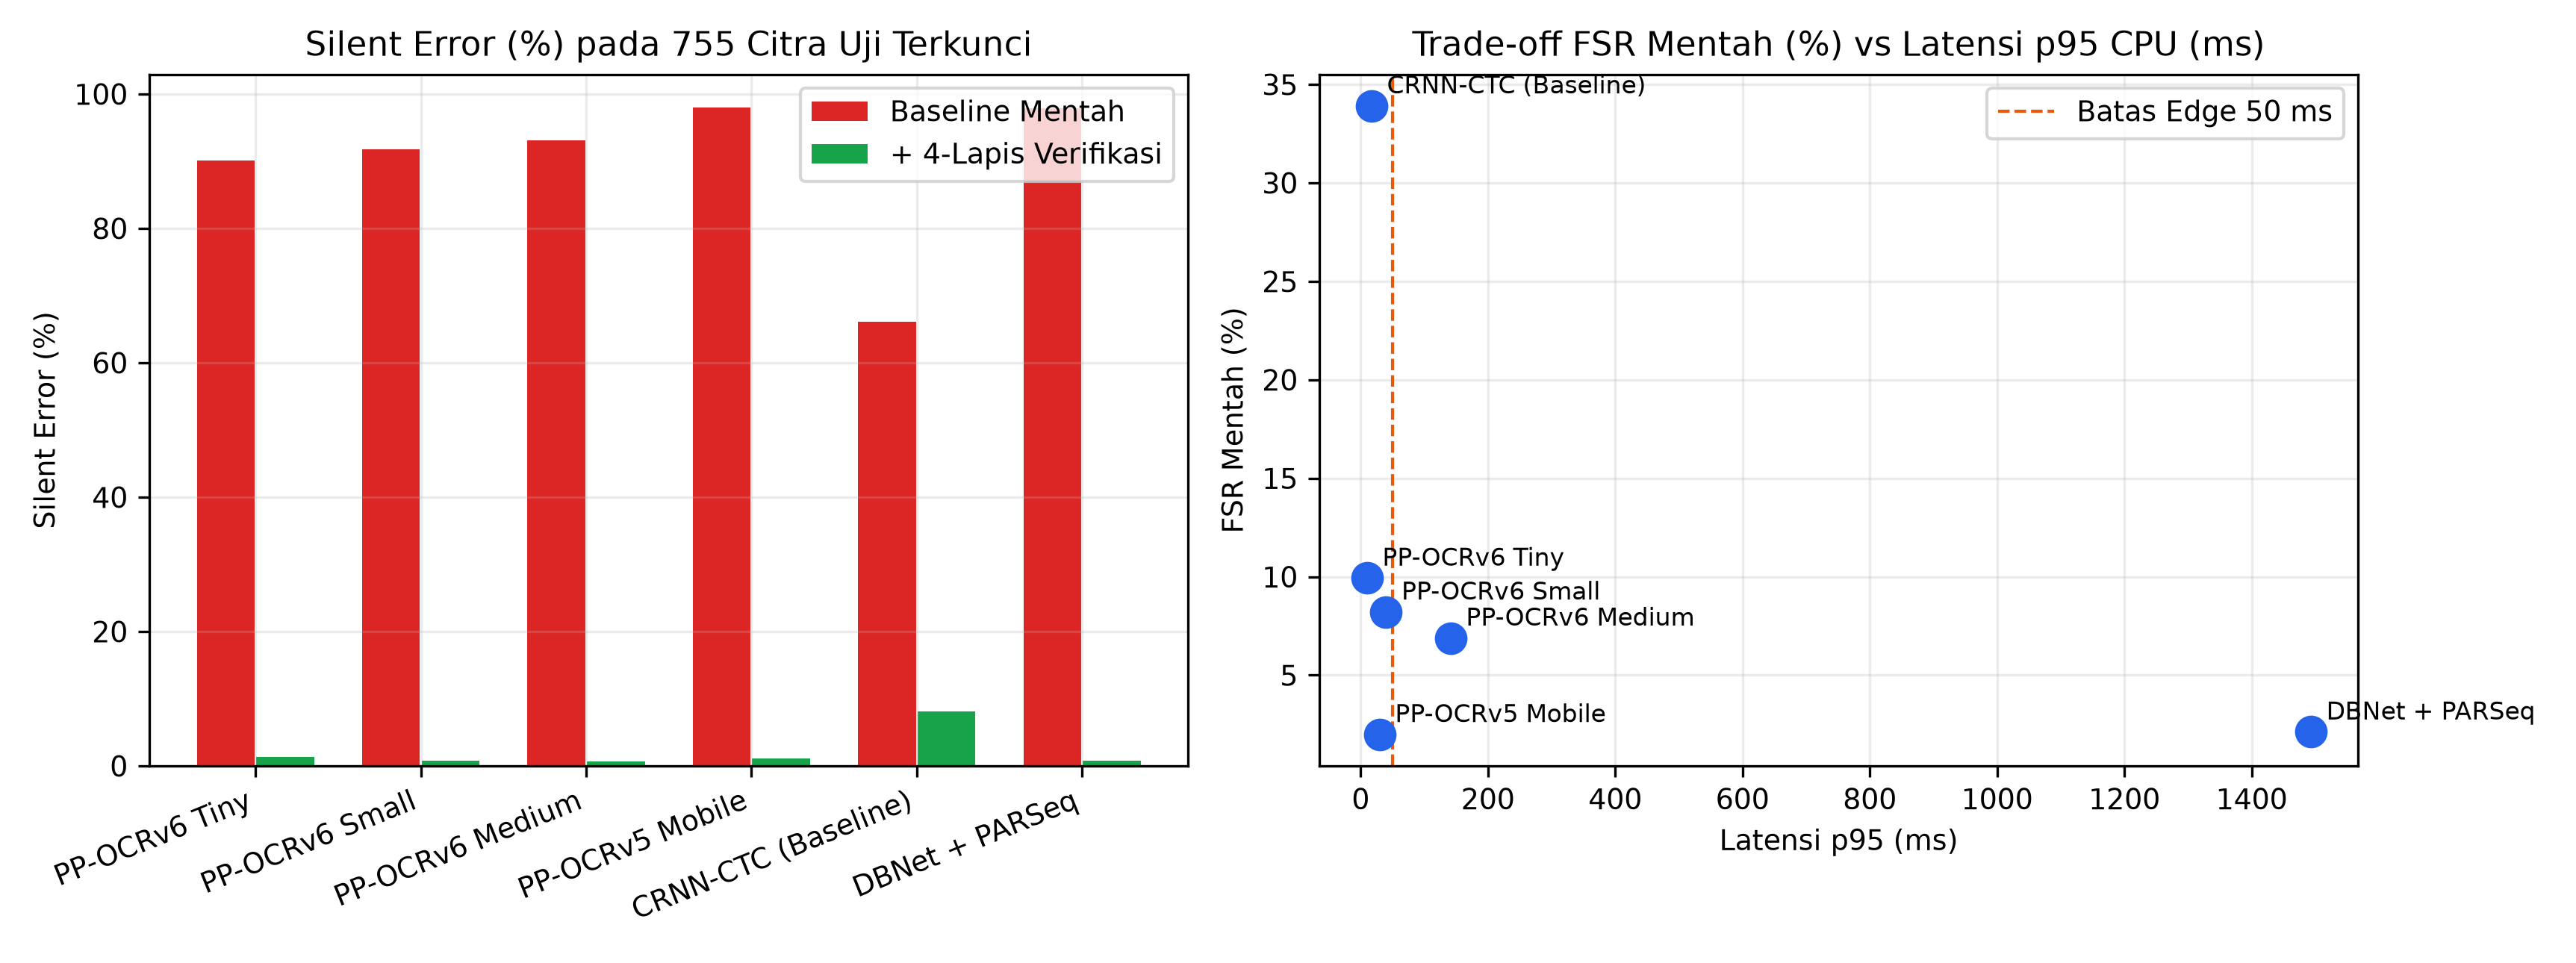 Silent Error (%) pada 755 Citra Uji Terkunci
Silent Error (%)
100
80
60
40
20
0
Baseline Mentah
+ 4-Lapis Verifikasi
PP-OCRv6 Tiny
PP-OCRv6 Small
PP-OCRv6 Medium
PP-OCRv5 Mobile
CRNN-CTC (Baseline)
DBNet + PARSeq
Trade-off FSR Mentah (%) vs Latensi p95 CPU (ms)
FSR Mentah (%)
35
30
25
20
15
10
5
Batas Edge 50 ms
CRNN-CTC (Baseline)
PP-OCRv6 Tiny
PP-OCRv6 Small
PP-OCRv6 Medium
PP-OCRv5 Mobile
DBNet + PARSeq
0 200 400 600 800 1000 1200 1400
Latensi p95 (ms)